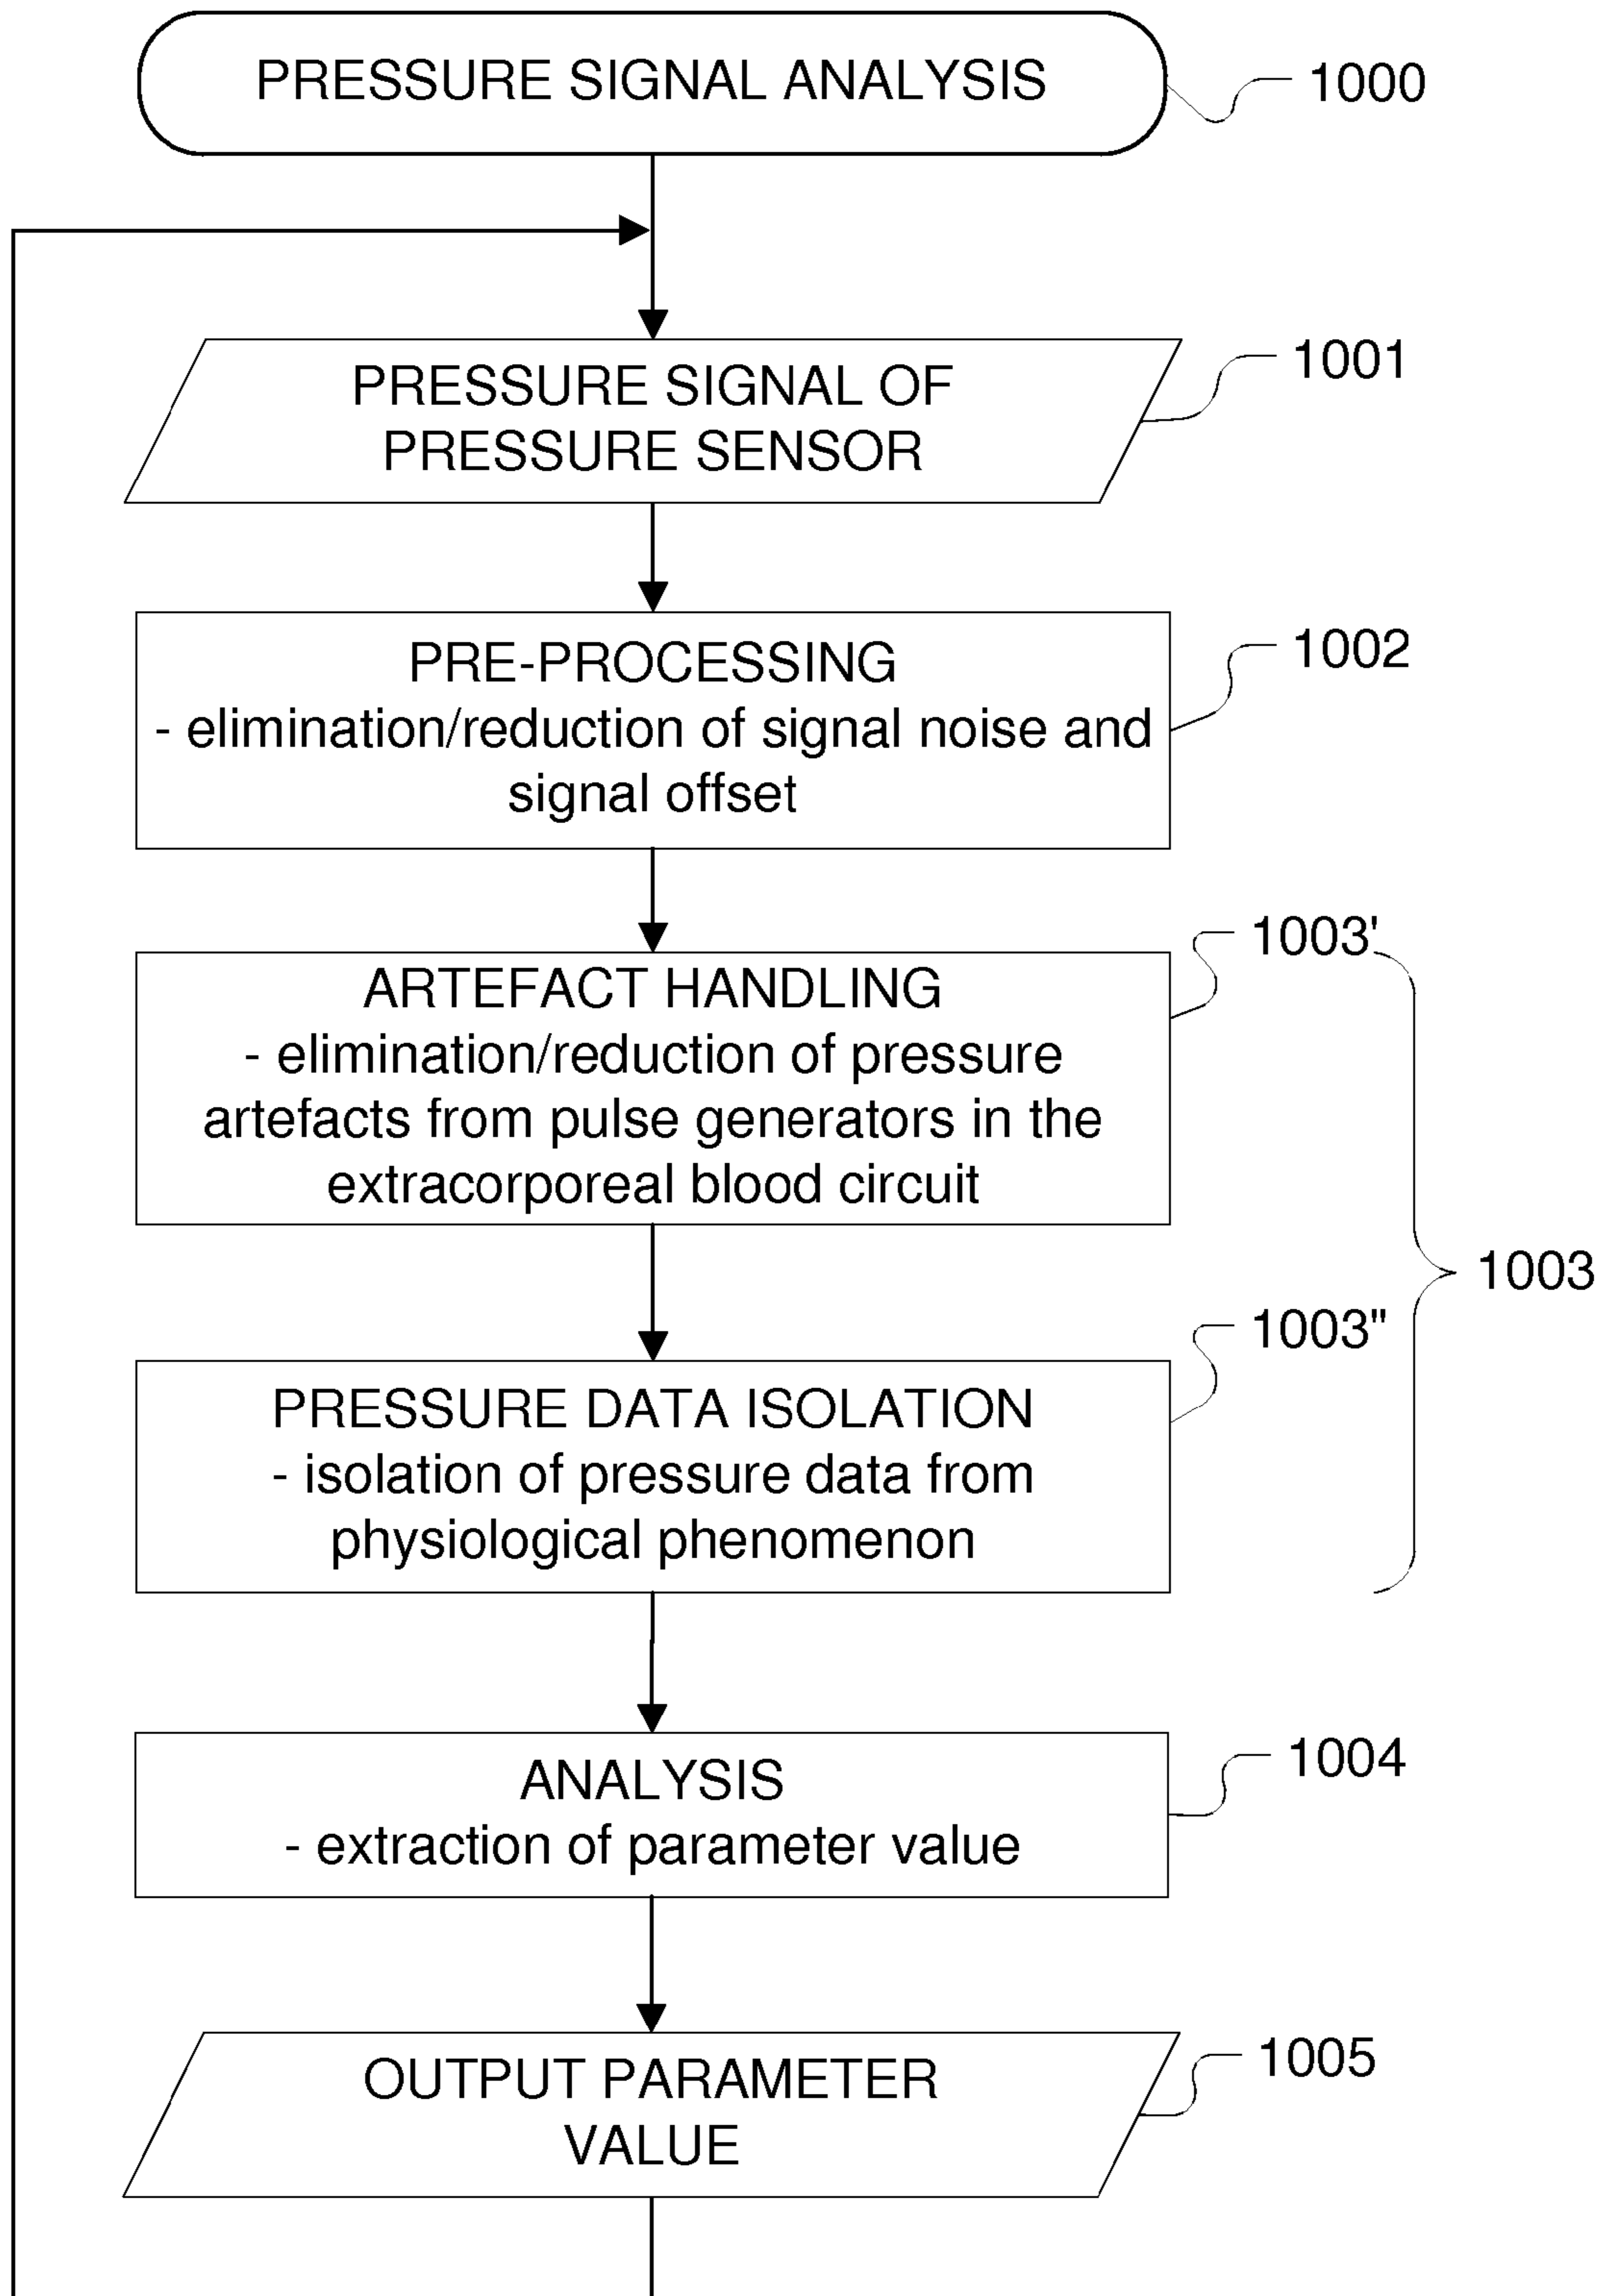 PRESSURE SIGNAL ANALYSIS
1000
PRESSURE SIGNAL OF
PRESSURE SENSOR
1001
PRE-PROCESSING
- elimination/reduction of signal noise and
signal offset
1002
ARTEFACT HANDLING
- elimination/reduction of pressure
artefacts from pulse generators in the
extracorporeal blood circuit
1003'
1003
PRESSURE DATA ISOLATION
- isolation of pressure data from
physiological phenomenon
1003"
ANALYSIS
- extraction of parameter value
1004
OUTPUT PARAMETER
VALUE
1005